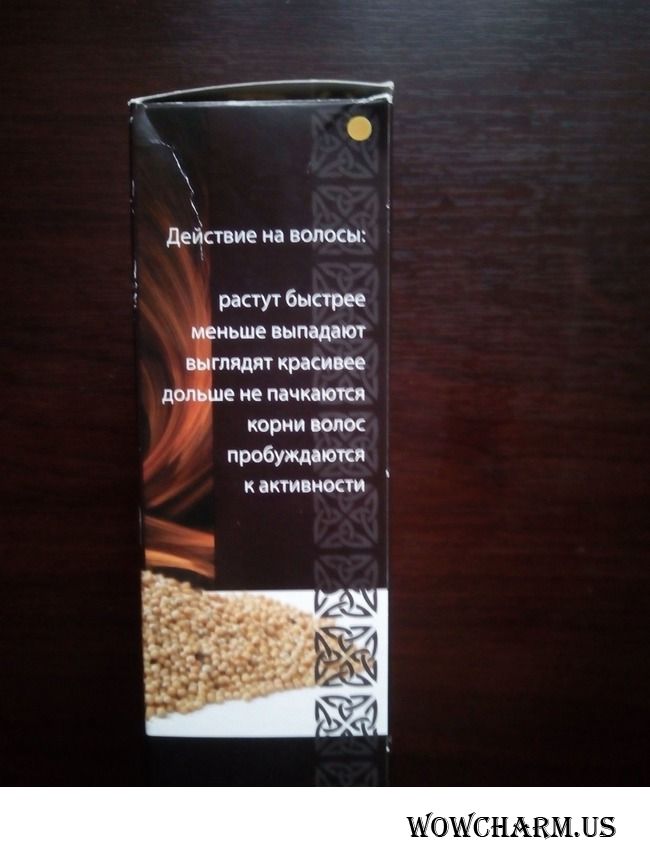 Действие на волосы:
растут быстрее
меньше выпадают
выглядят красивее
дольше не пачкаются
корни волос
пробуждаются
к активности
WOWCHARM.US